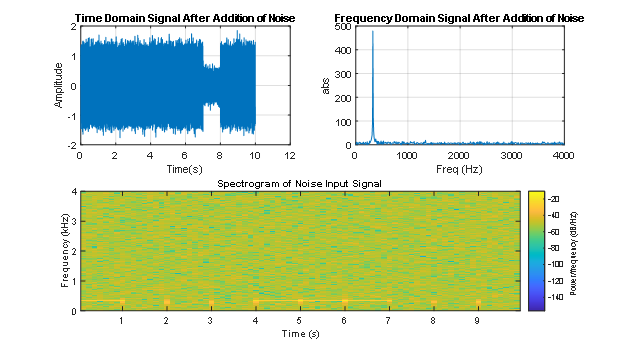 Time Domain Signal After Addition of Noise
2
1
0
-1
-2
Amplitude
0 2 4 6 8 10 12
Time(s)
Frequency Domain Signal After Addition of Noise
500
400
300
200
100
0
abs
0 1000 2000 3000 4000
Freq (Hz)
Spectrogram of Noise Input Signal
4
3
2
1
0
Frequency (kHz)
1 2 3 4 5 6 7 8 9
Time (s)
-20
-40
-60
-80
-100
-120
-140
Power/frequency (dB/Hz)